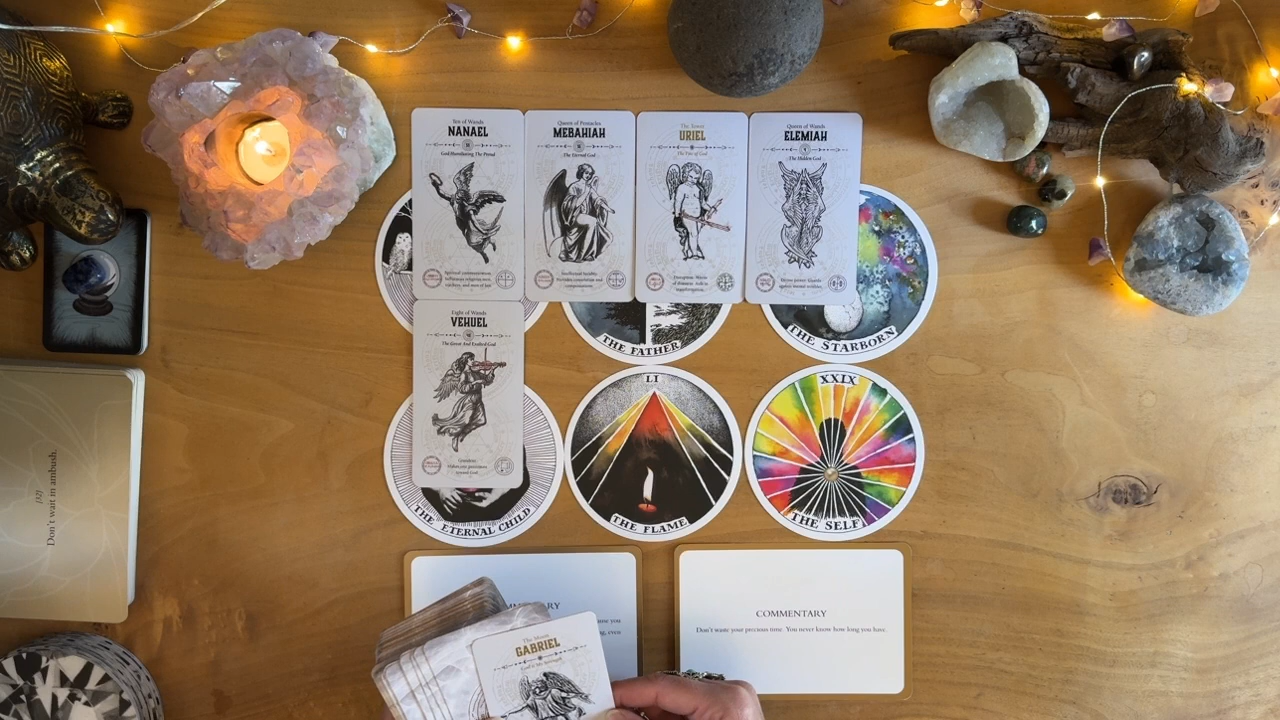 Ten of Wands
NANAEL
God Humiliating The Proud
Queen of Pentacles
MEBAHIAH
The Eternal God
The Tower
URIEL
The Fire of God
Queen of Wands
ELEMIAH
The Hidden God
Eight of Wands
VEHUEL
The Great And Exalted God
THE FATHER
THE STARBORN
THE ETERNAL CHILD
LI
THE FLAME
XXIX
THE SELF
[12]
Don't wait in ambush.
COMMENTARY
Don't waste your precious time. You never know how long you have.
The Moon
GABRIEL